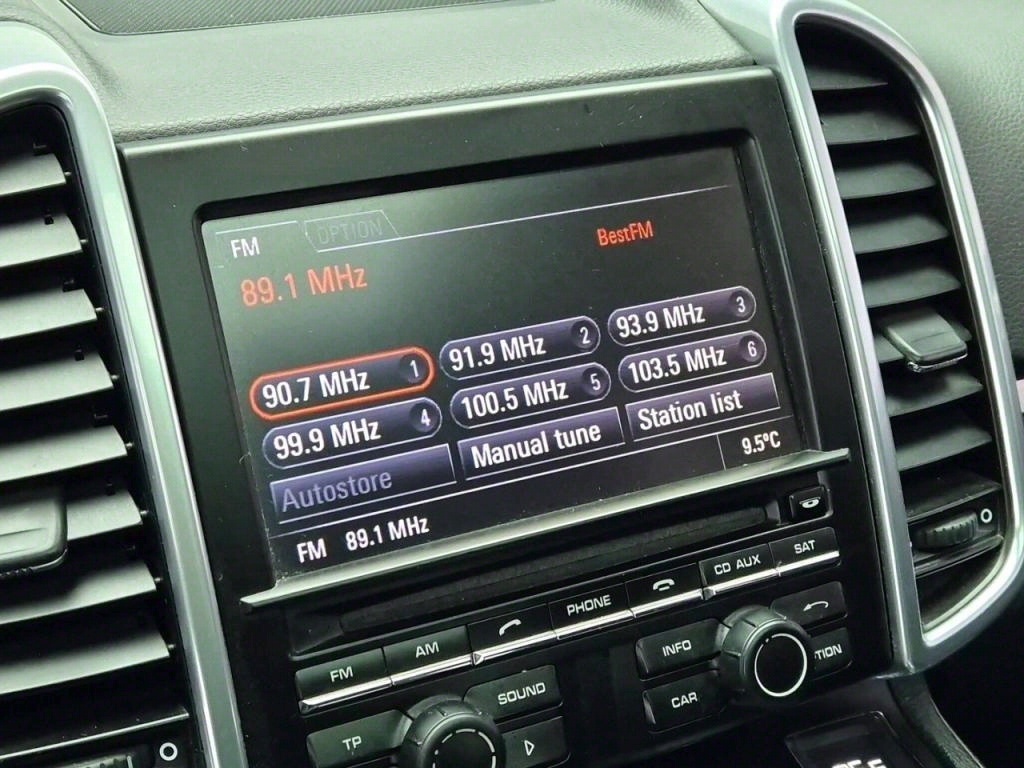 FM OPTION
BestFM
89.1 MHz
90.7 MHz 1 91.9 MHz 2 93.9 MHz 3
99.9 MHz 4 100.5 MHz 5 103.5 MHz 6
Autostore Manual tune Station list
FM 89.1 MHz 9.5ºC
FM AM PHONE CD AUX SAT
TP SOUND INFO
CAR TION